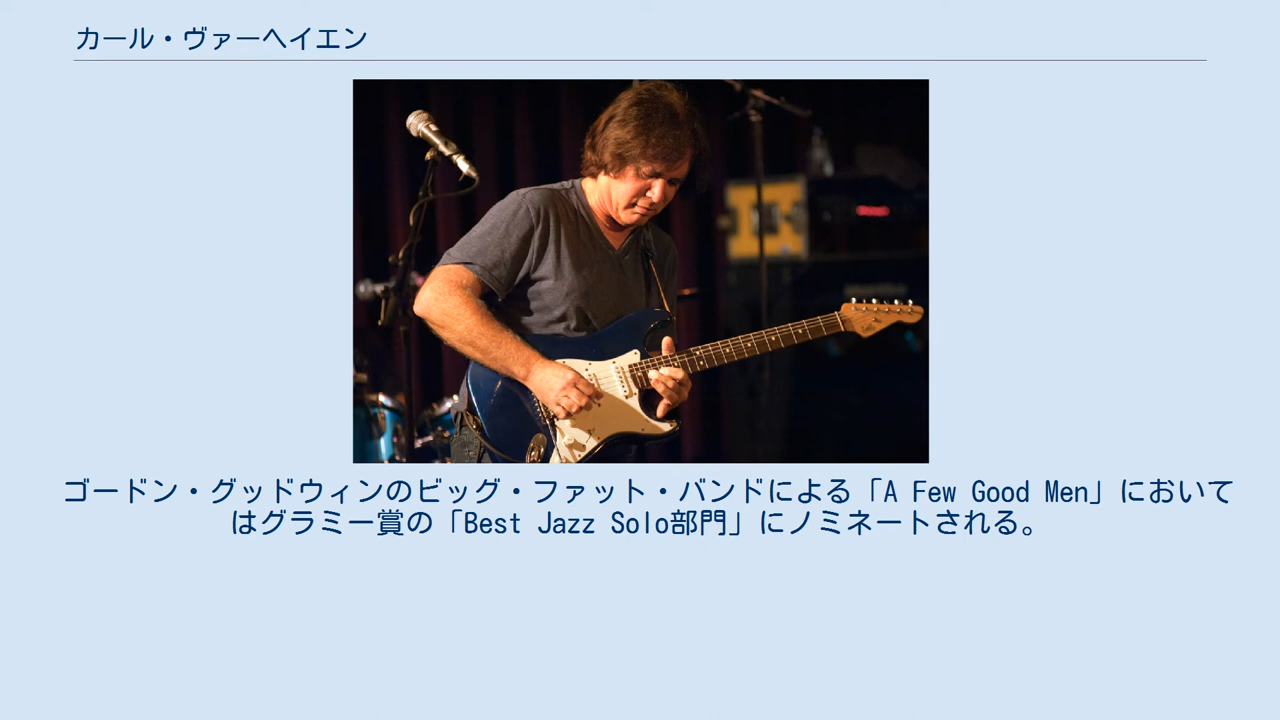 カール・ヴァーヘイエン
ゴードン・グッドウィンのビッグ・ファット・バンドによる「A Few Good Men」において
はグラミー賞の「Best Jazz Solo部門」にノミネートされる。